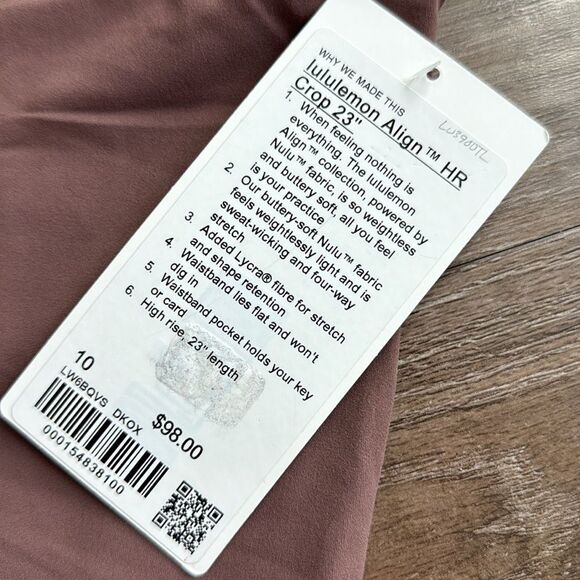 WHY WE MADE THIS
lululemon Align™ HR
Crop 23"
1. When feeling nothing is
everything. The lululemon
Align™ collection, powered by
Nulu™ fabric, is so weightless
and buttery soft, all you feel
is your practice
2. Our buttery-soft Nulu™ fabric
feels weightlessly light and is
sweat-wicking and four-way
stretch
3. Added Lycra® fibre for stretch
and shape retention
4. Waistband lies flat and won't
dig in
5. Waistband pocket holds your key
or card
6. High rise, 23" length
10
LW6BQVS DKOX
$98.00
000154838100